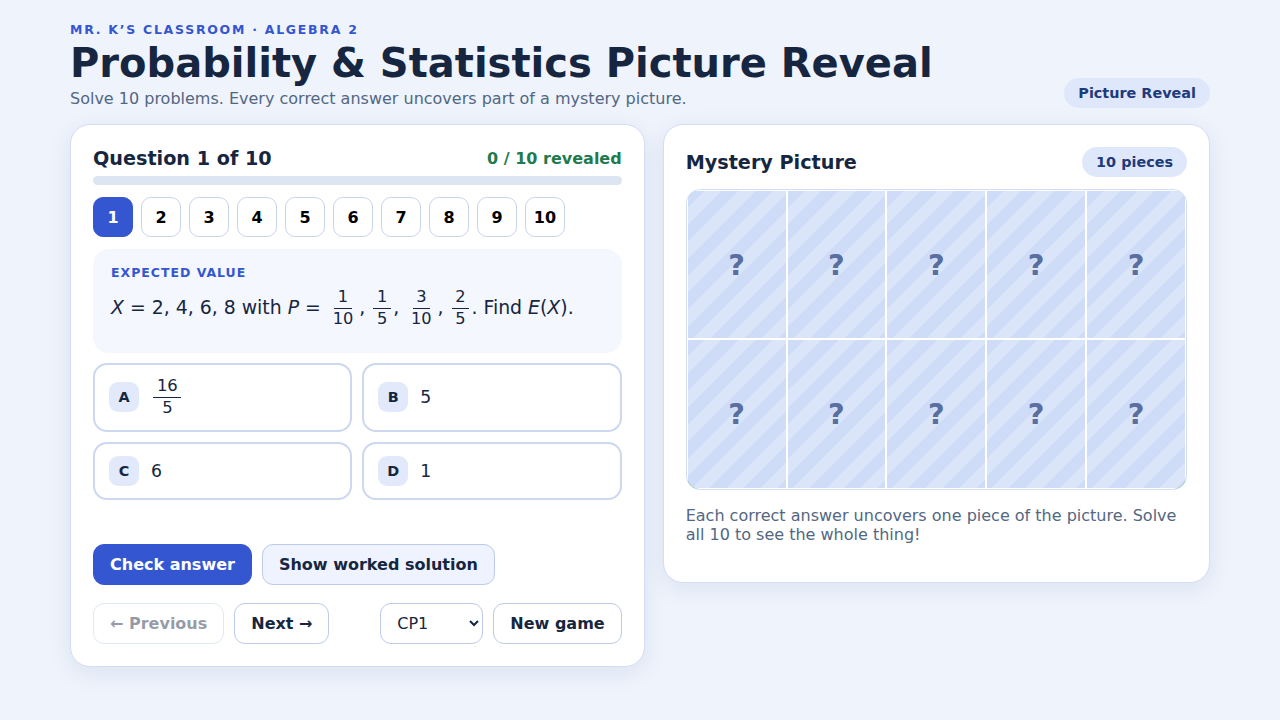 MR. K’S CLASSROOM · ALGEBRA 2
Probability & Statistics Picture Reveal
Solve 10 problems. Every correct answer uncovers part of a mystery picture.
Picture Reveal
Question 1 of 10
0 / 10 revealed
1 2 3 4 5 6 7 8 9 10
EXPECTED VALUE
X = 2, 4, 6, 8 with P = 1/10, 1/5, 3/10, 2/5. Find E(X).
A 16/5
B 5
C 6
D 1
Check answer
Show worked solution
← Previous
Next →
CP1
New game
Mystery Picture
10 pieces
? ? ? ? ?
? ? ? ? ?
Each correct answer uncovers one piece of the picture. Solve
all 10 to see the whole thing!